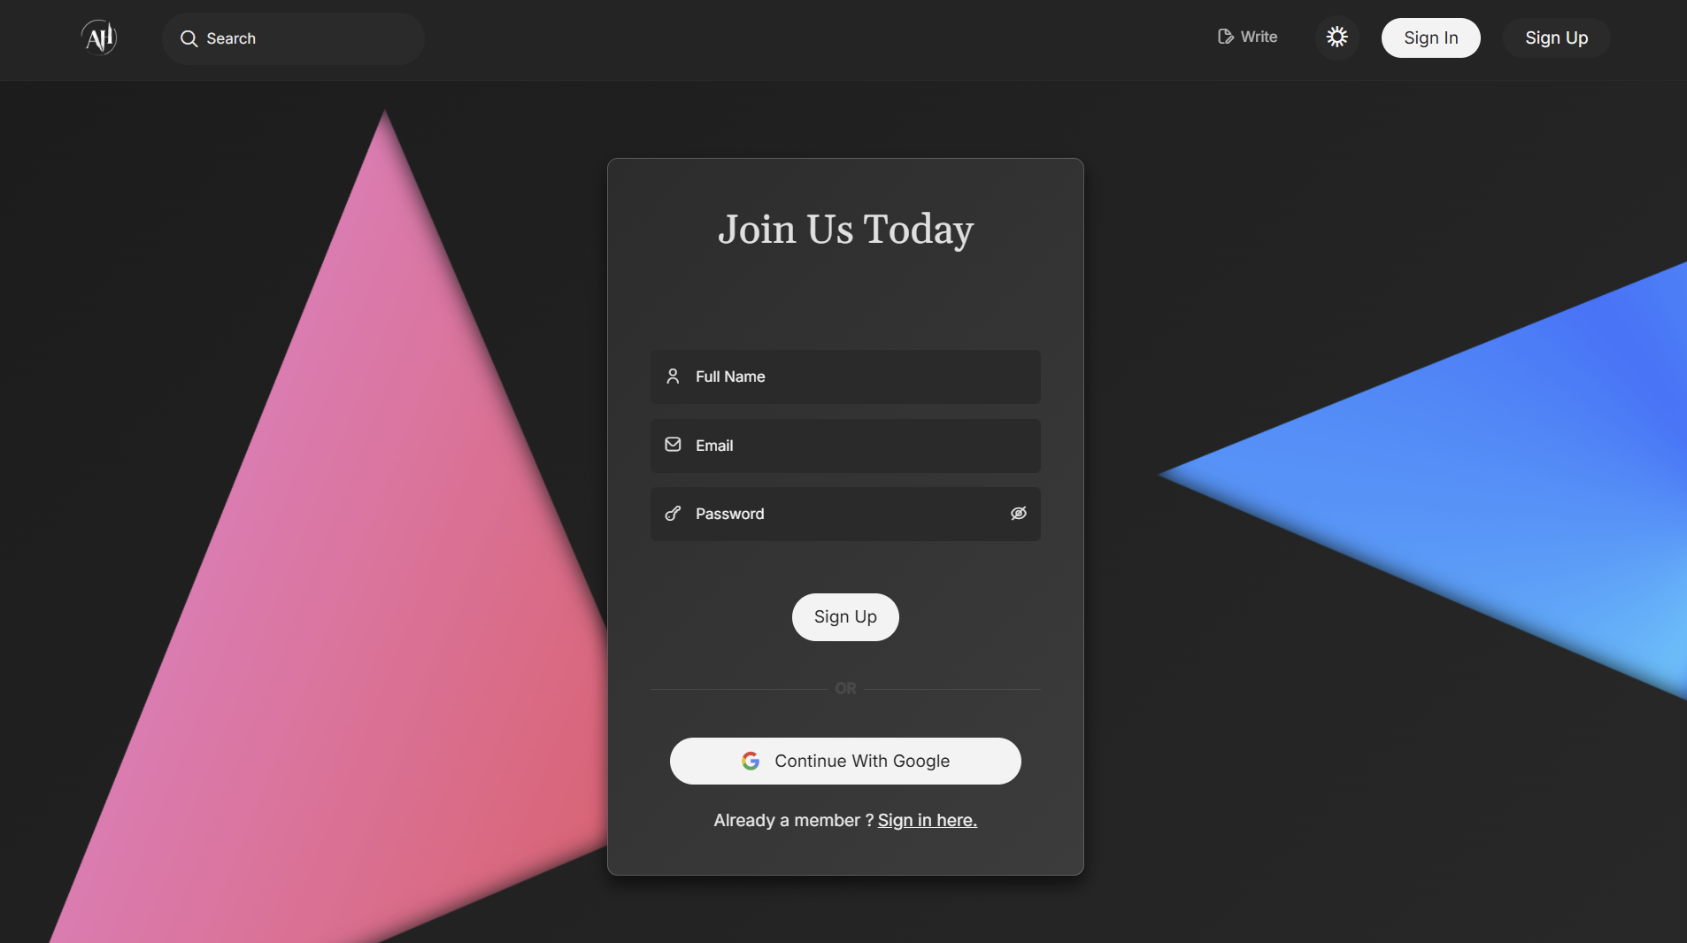 AH
Search
Write
Sign In
Sign Up
Join Us Today
Full Name
Email
Password
Sign Up
OR
Continue With Google
Already a member ? Sign in here.